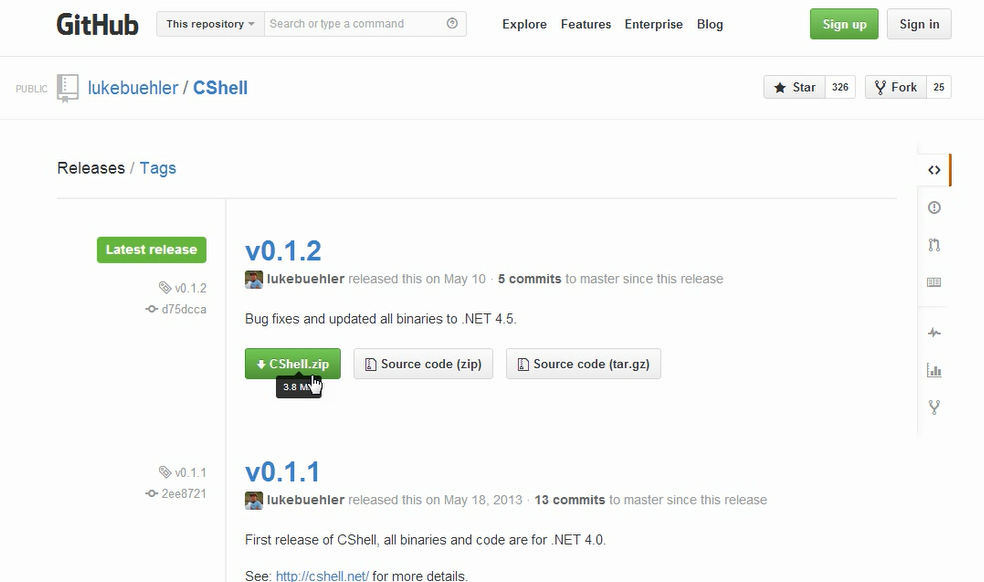 GitHub This repository Search or type a command Explore Features Enterprise Blog Sign up Sign in
PUBLIC lukebuehler / CShell Star 326 Fork 25
Releases / Tags
Latest release
v0.1.2
d75dcca
v0.1.2
lukebuehler released this on May 10 · 5 commits to master since this release
Bug fixes and updated all binaries to .NET 4.5.
CShell.zip Source code (zip) Source code (tar.gz)
3.8
v0.1.1
2ee8721
v0.1.1
lukebuehler released this on May 18, 2013 · 13 commits to master since this release
First release of CShell, all binaries and code are for .NET 4.0.
See: http://cshell.net/ for more details.